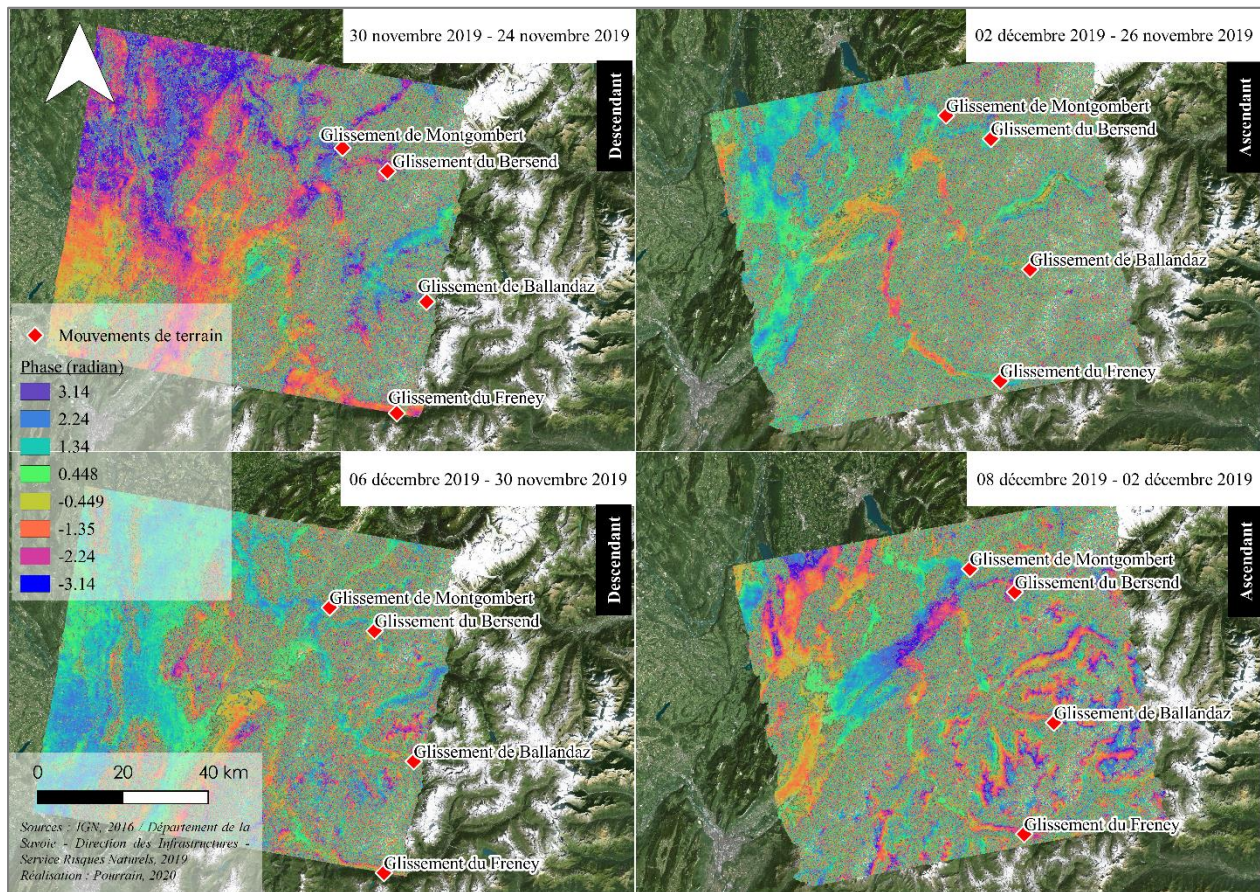 30 novembre 2019 - 24 novembre 2019
Descendant
Glissement de Montgombert
Glissement du Bersend
Glissement de Ballandaz
Glissement du Freney
02 décembre 2019 - 26 novembre 2019
Ascendant
Glissement de Montgombert
Glissement du Bersend
Glissement de Ballandaz
Glissement du Freney
Mouvements de terrain
Phase (radian)
3.14
2.24
1.34
0.448
-0.449
-1.35
-2.24
-3.14
06 décembre 2019 - 30 novembre 2019
Descendant
Glissement de Montgombert
Glissement du Bersend
Glissement de Ballandaz
Glissement du Freney
08 décembre 2019 - 02 décembre 2019
Ascendant
Glissement de Montgombert
Glissement du Bersend
Glissement de Ballandaz
Glissement du Freney
0 20 40 km
Sources : IGN, 2016 / Département de la
Savoie - Direction des Infrastructures -
Service Risques Naturels, 2019
Réalisation : Pourrain, 2020